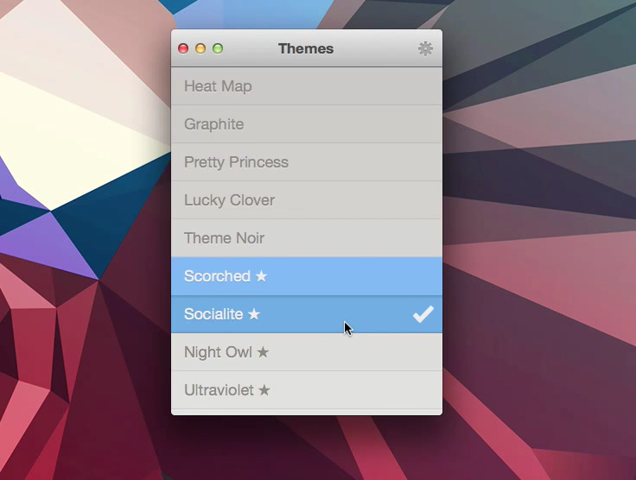 Themes
Heat Map
Graphite
Pretty Princess
Lucky Clover
Theme Noir
Scorched ★
Socialite ★
Night Owl ★
Ultraviolet ★